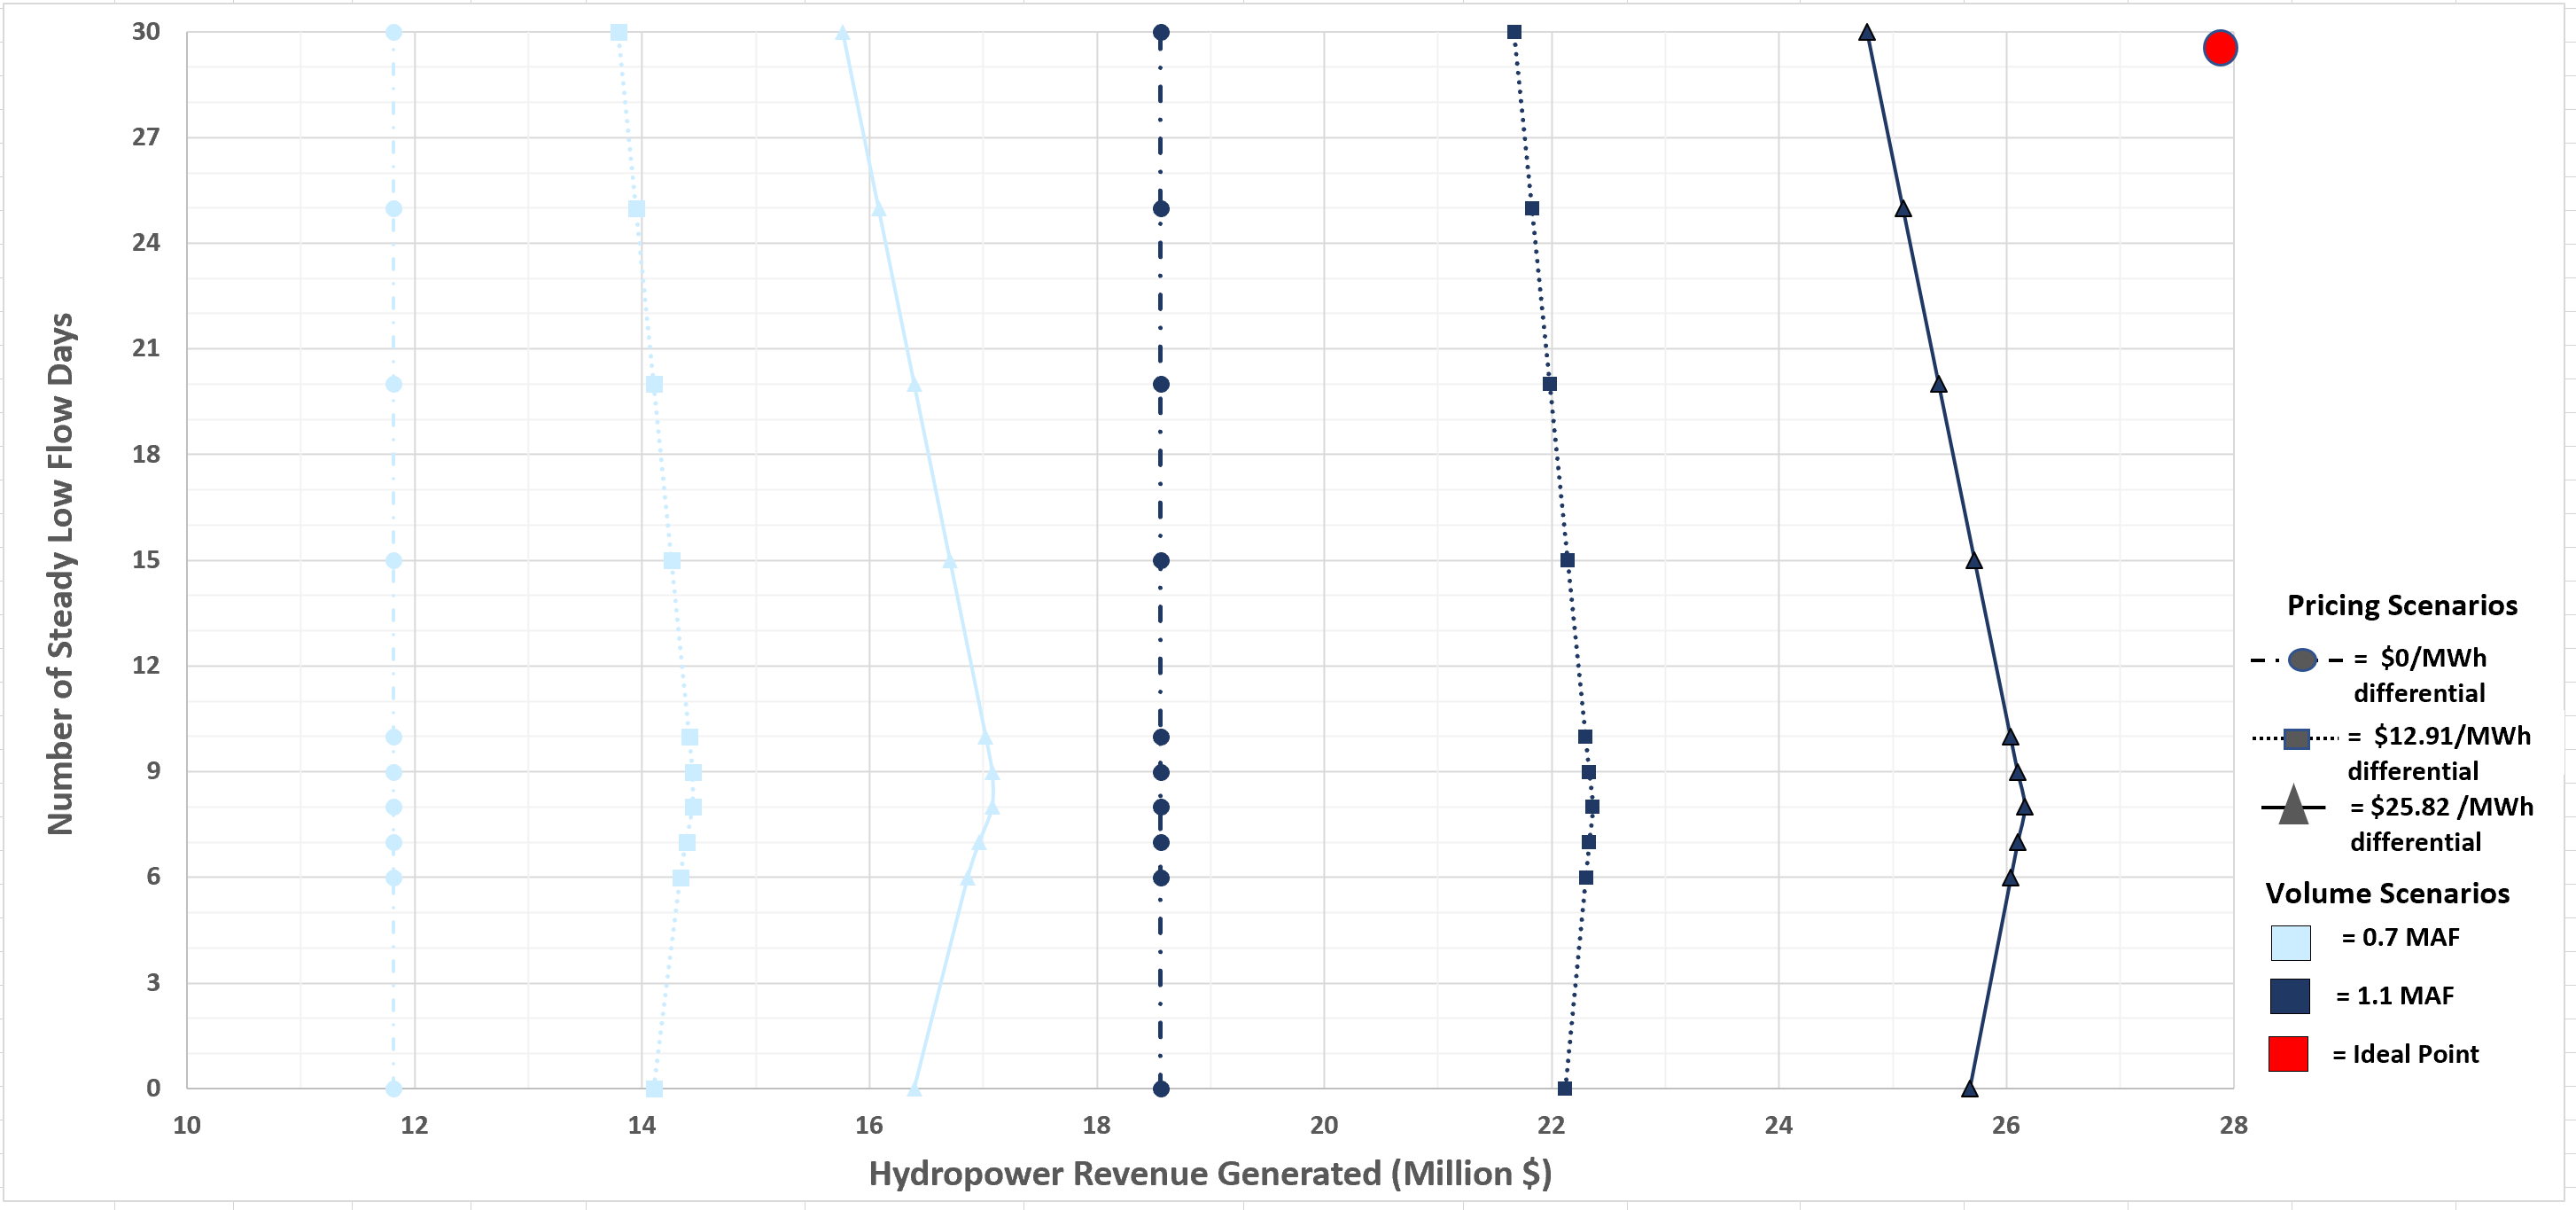 30
27
24
21
18
15
12
9
6
3
0
Number of Steady Low Flow Days
10 12 14 16 18 20 22 24 26 28
Hydropower Revenue Generated (Million $)
Pricing Scenarios
= $0/MWh
differential
= $12.91/MWh
differential
= $25.82 /MWh
differential
Volume Scenarios
= 0.7 MAF
= 1.1 MAF
= Ideal Point